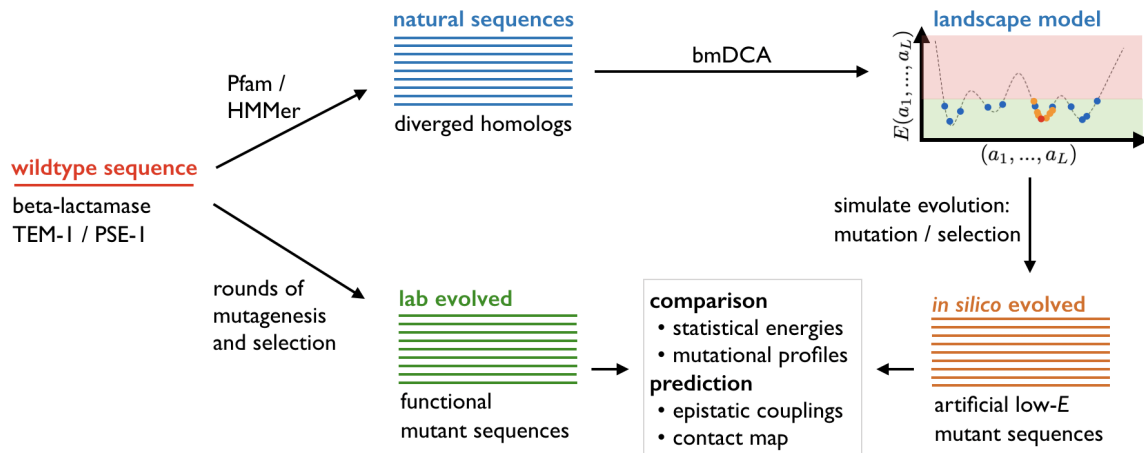 natural sequences
landscape model
bmDCA
E(a₁, ..., a_L)
Pfam /
HMMer
diverged homologs
(a₁, ..., a_L)
wildtype sequence
beta-lactamase
TEM-1 / PSE-1
simulate evolution:
mutation / selection
rounds of
mutagenesis
and selection
lab evolved
functional
mutant sequences
comparison
• statistical energies
• mutational profiles
prediction
• epistatic couplings
• contact map
in silico evolved
artificial low-E
mutant sequences